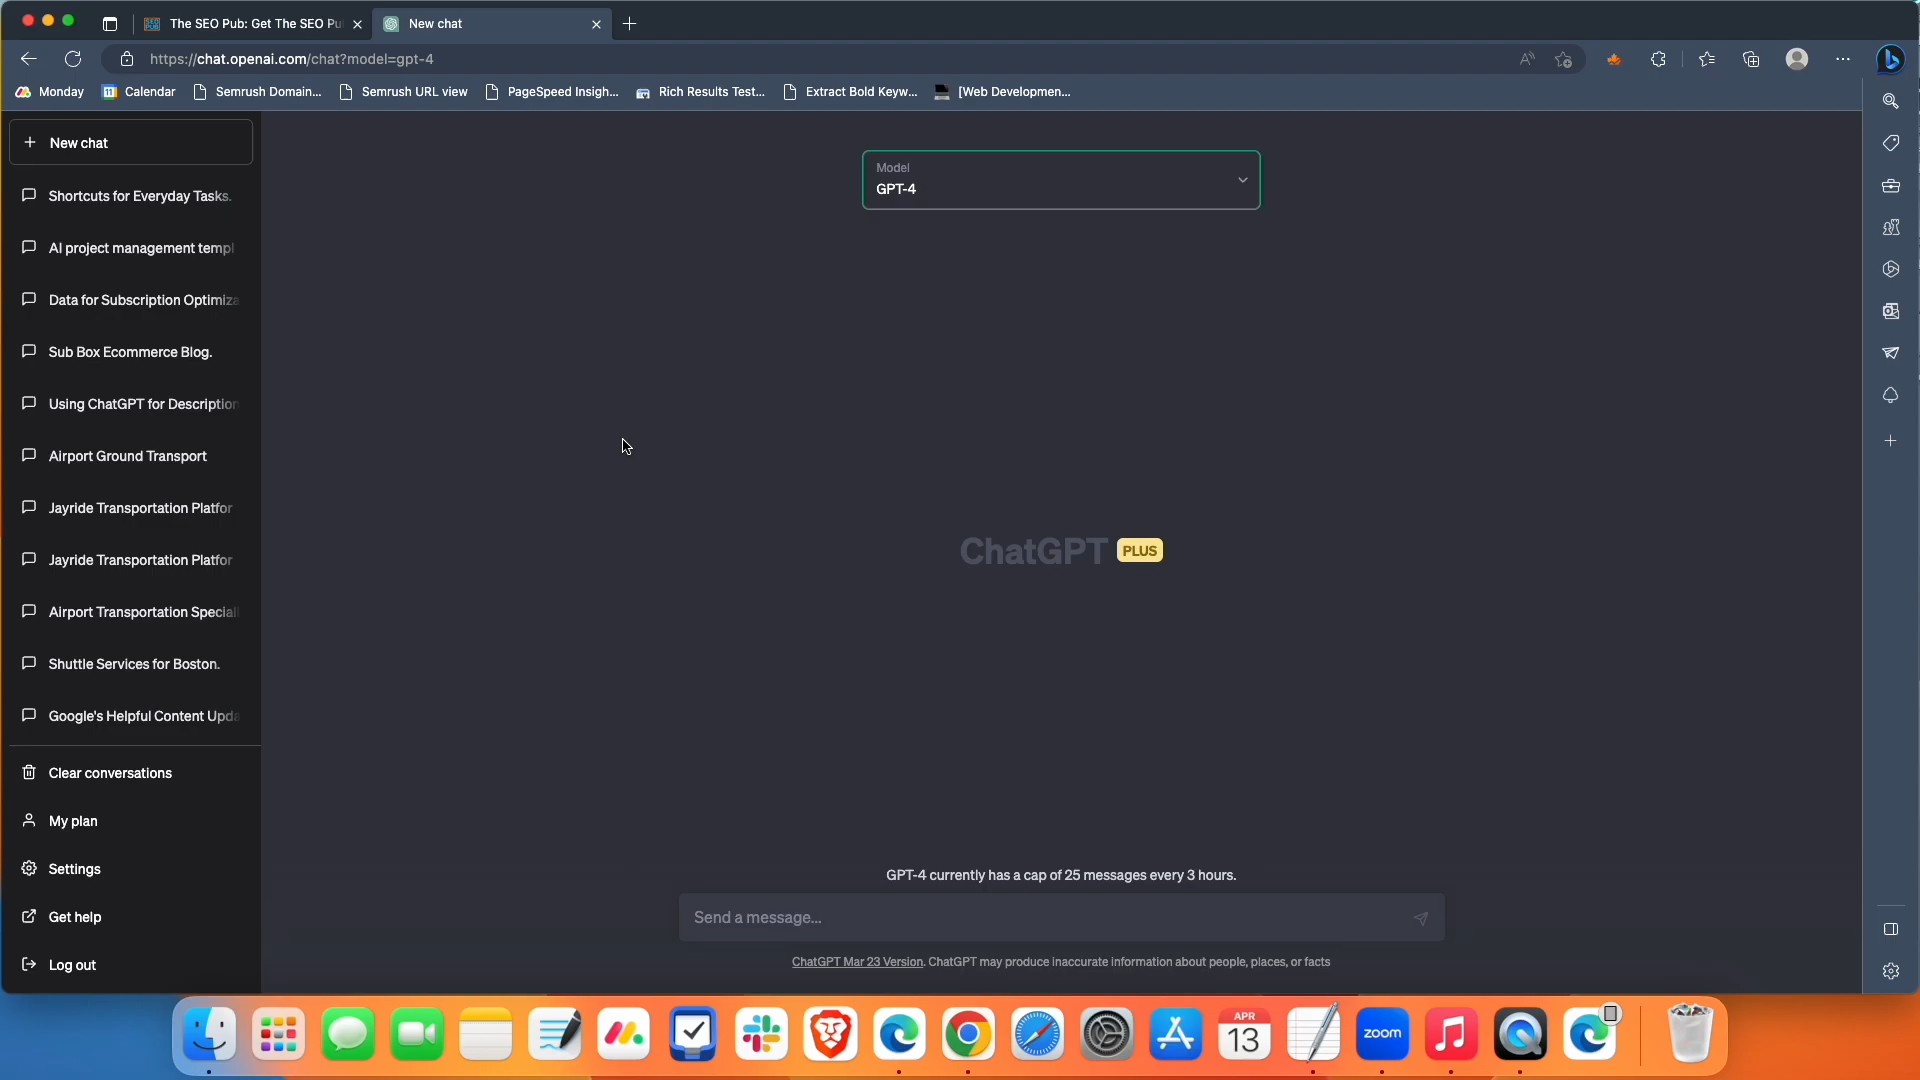 The SEO Pub: Get The SEO Pu
New chat
https://chat.openai.com/chat?model=gpt-4
Monday
Calendar
Semrush Domain...
Semrush URL view
PageSpeed Insigh...
Rich Results Test...
Extract Bold Keyw...
[Web Developmen...
New chat
Shortcuts for Everyday Tasks.
AI project management templ
Data for Subscription Optimiza
Sub Box Ecommerce Blog.
Using ChatGPT for Description
Airport Ground Transport
Jayride Transportation Platfor
Jayride Transportation Platfor
Airport Transportation Speciali
Shuttle Services for Boston.
Google's Helpful Content Upda
Clear conversations
My plan
Settings
Get help
Log out
Model
GPT-4
ChatGPT PLUS
GPT-4 currently has a cap of 25 messages every 3 hours.
Send a message...
ChatGPT Mar 23 Version. ChatGPT may produce inaccurate information about people, places, or facts
APR
13
zoom